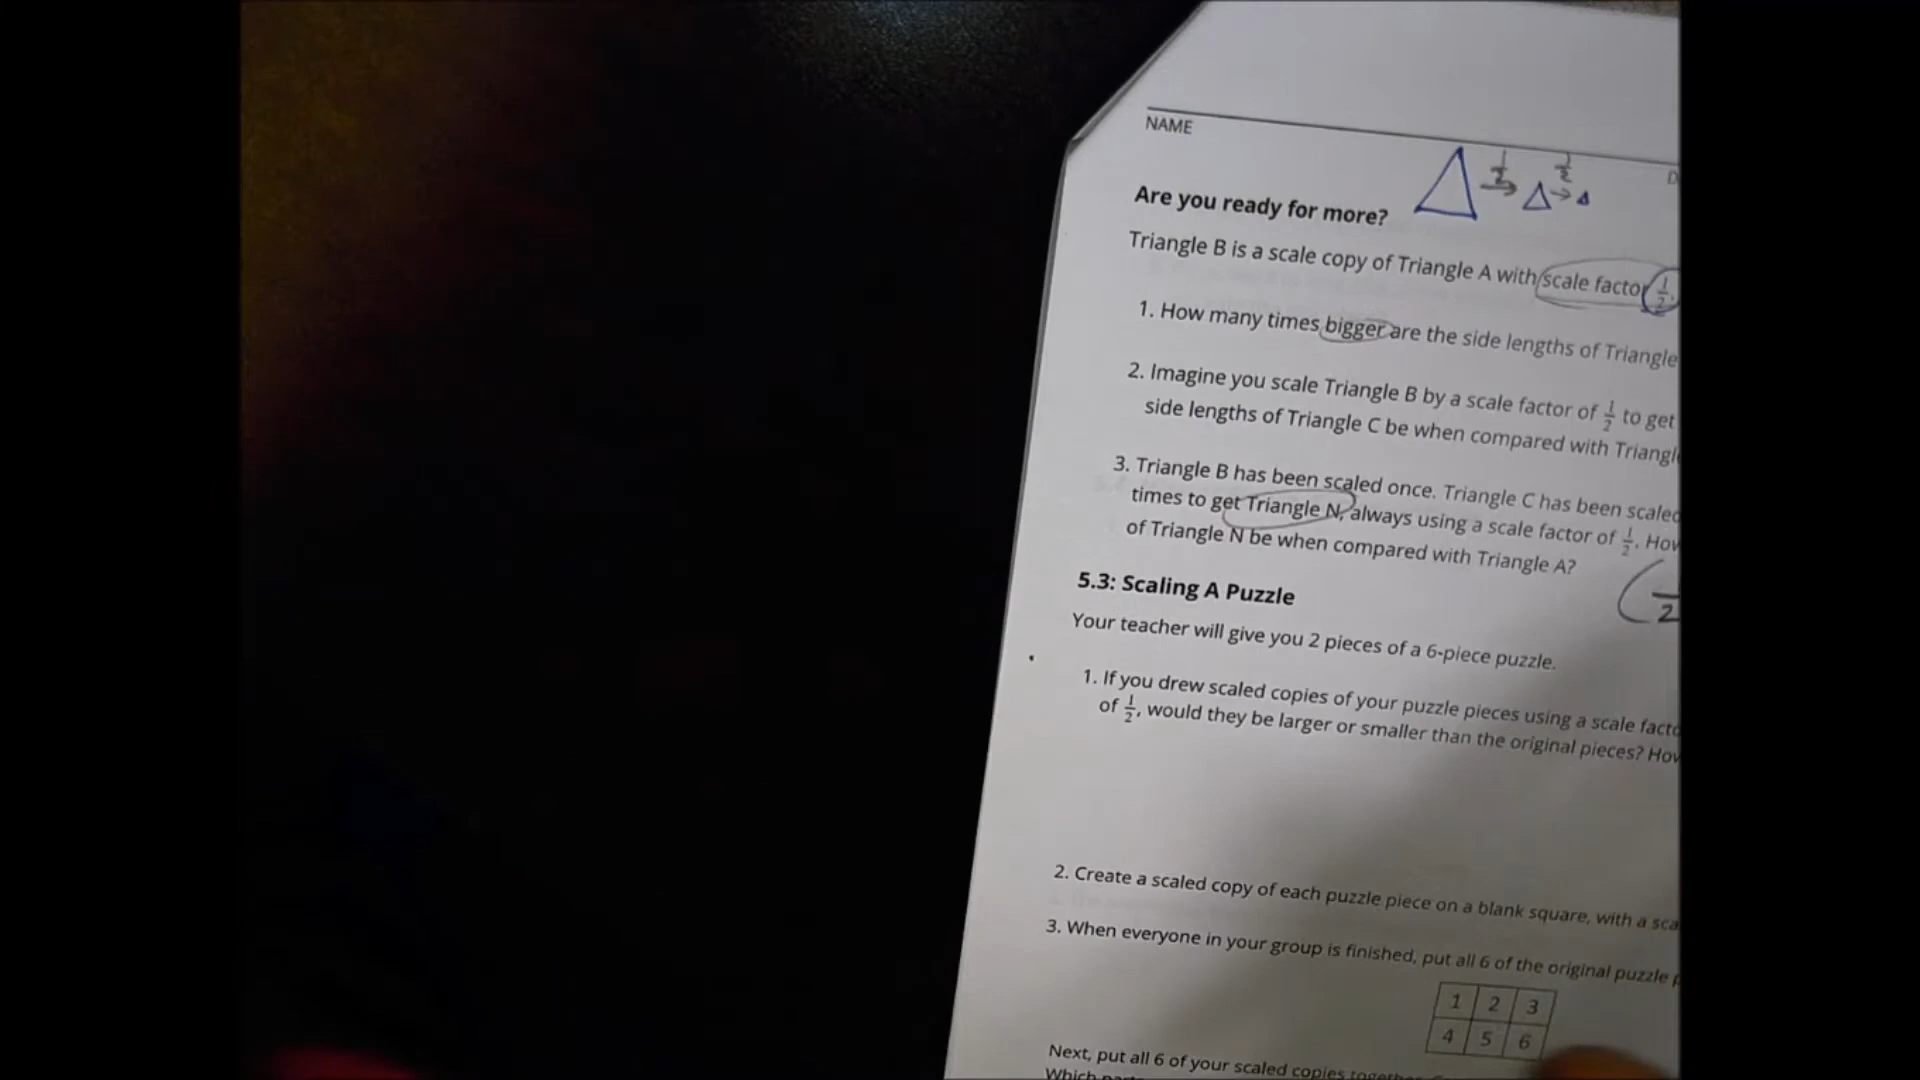 NAME
1/2 1/2
Are you ready for more?
Triangle B is a scale copy of Triangle A with scale factor 1/2.
1. How many times bigger are the side lengths of Triangle
2. Imagine you scale Triangle B by a scale factor of 1/2 to get
side lengths of Triangle C be when compared with
3. Triangle B has been scaled once. Triangle C has been scaled
times to get Triangle N, always using a scale factor of 1/2.
of Triangle N be when compared with Triangle A?
5.3: Scaling A Puzzle
Your teacher will give you 2 pieces of a 6-piece puzzle.
1. If you drew scaled copies of your puzzle pieces using a scale
of 1/2, would they be larger or smaller than the original pieces?
2. Create a scaled copy of each puzzle piece on a blank square, with a
3. When everyone in your group is finished, put all 6 of the original puzzle
1 2 3
4 5 6
Next, put all 6 of your scaled copies
Which